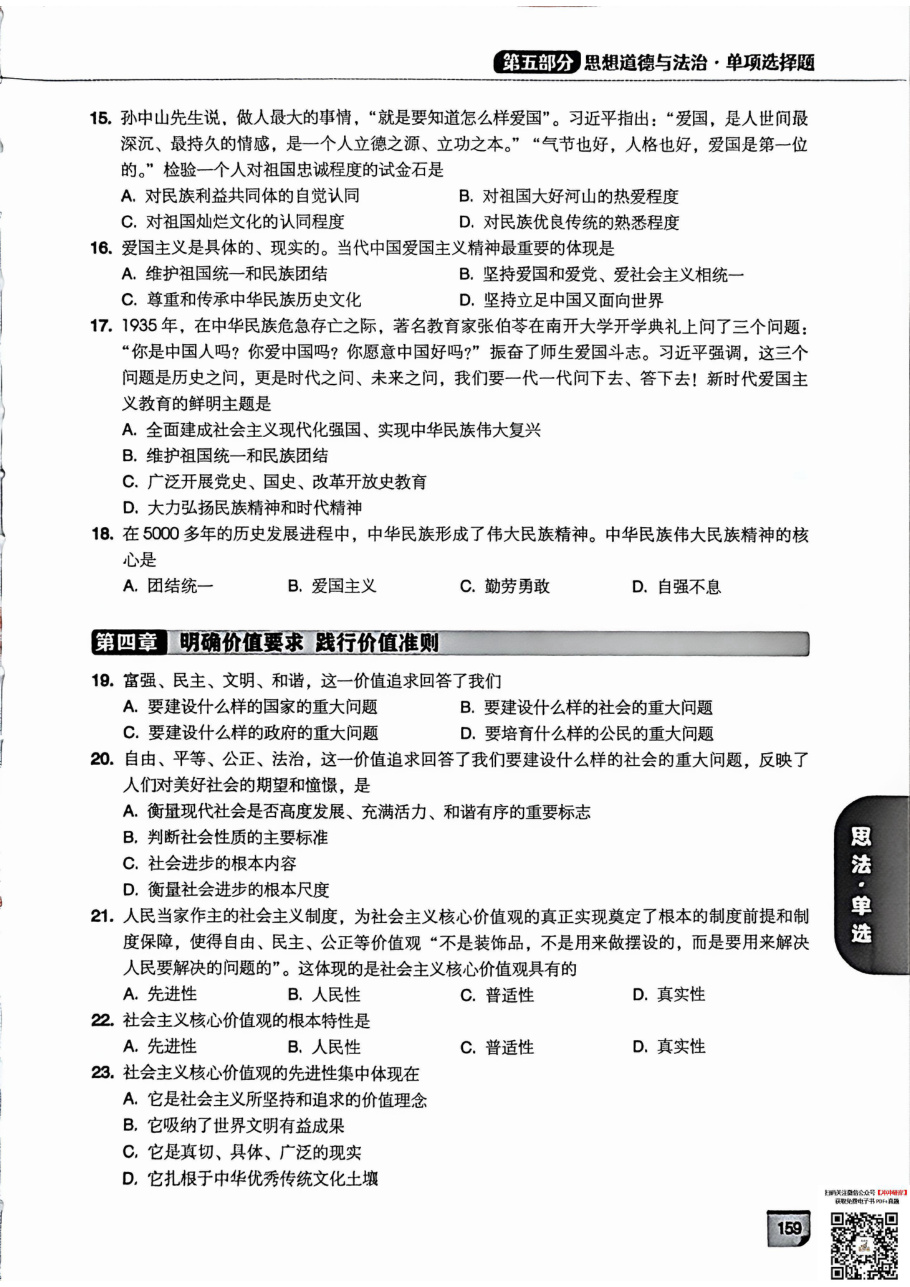 第五部分 思想道德与法治·单项选择题
15. 孙中山先生说，做人最大的事情，“就是要知道怎么样爱国”。习近平指出：“爱国，是人世间最
深沉、最持久的情感，是一个人立德之源、立功之本。”“气节也好，人格也好，爱国是第一位
的。”检验一个人对祖国忠诚程度的试金石是
A. 对民族利益共同体的自觉认同 B. 对祖国大好河山的热爱程度
C. 对祖国灿烂文化的认同程度 D. 对民族优良传统的熟悉程度
16. 爱国主义是具体的、现实的。当代中国爱国主义精神最重要的体现是
A. 维护祖国统一和民族团结 B. 坚持爱国和爱党、爱社会主义相统一
C. 尊重和传承中华民族历史文化 D. 坚持立足中国又面向世界
17. 1935 年，在中华民族危急存亡之际，著名教育家张伯苓在南开大学开学典礼上问了三个问题：
“你是中国人吗？你爱中国吗？你愿意中国好吗？”振奋了师生爱国斗志。习近平强调，这三个
问题是历史之问，更是时代之问、未来之问，我们要一代一代问下去、答下去！新时代爱国主
义教育的鲜明主题是
A. 全面建成社会主义现代化强国、实现中华民族伟大复兴
B. 维护祖国统一和民族团结
C. 广泛开展党史、国史、改革开放史教育
D. 大力弘扬民族精神和时代精神
18. 在 5000 多年的历史发展进程中，中华民族形成了伟大民族精神。中华民族伟大民族精神的核
心是
A. 团结统一 B. 爱国主义 C. 勤劳勇敢 D. 自强不息
第四章 明确价值要求 践行价值准则
19. 富强、民主、文明、和谐，这一价值追求回答了我们
A. 要建设什么样的国家的重大问题 B. 要建设什么样的社会的重大问题
C. 要建设什么样的政府的重大问题 D. 要培育什么样的公民的重大问题
20. 自由、平等、公正、法治，这一价值追求回答了我们要建设什么样的社会的重大问题，反映了
人们对美好社会的期望和憧憬，是
A. 衡量现代社会是否高度发展、充满活力、和谐有序的重要标志
B. 判断社会性质的主要标准
C. 社会进步的根本内容
D. 衡量社会进步的根本尺度
21. 人民当家作主的社会主义制度，为社会主义核心价值观的真正实现奠定了根本的制度前提和制
度保障，使得自由、民主、公正等价值观“不是装饰品，不是用来做摆设的，而是要用来解决
人民要解决的问题的”。这体现的是社会主义核心价值观具有的
A. 先进性 B. 人民性 C. 普适性 D. 真实性
22. 社会主义核心价值观的根本特性是
A. 先进性 B. 人民性 C. 普适性 D. 真实性
23. 社会主义核心价值观的先进性集中体现在
A. 它是社会主义所坚持和追求的价值理念
B. 它吸纳了世界文明有益成果
C. 它是真切、具体、广泛的现实
D. 它扎根于中华优秀传统文化土壤
思法·单选
扫码关注微信公众号【冲冲研库】
获取免费电子书PDF+真题
159